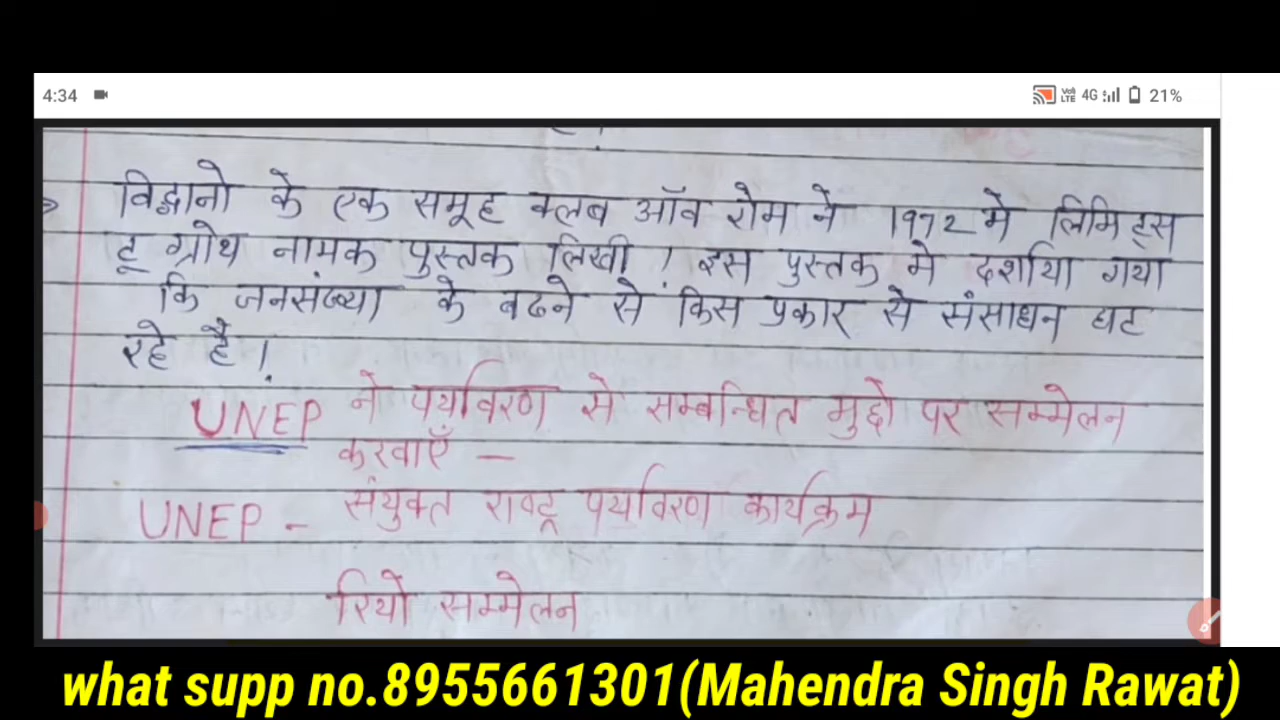 4:34
Vo) LTE 4G 21%
विद्वानो के एक समूह क्लब ऑव रोम ने 1972 मे लिमिट्स
टू ग्रोथ नामक पुस्तक लिखी । इस पुस्तक मे दर्शाया गया
कि जनसंख्या के बढने से किस प्रकार से संसाधन घट
रहे है ।
UNEP ने पर्यावरण से सम्बन्धित मुद्दो पर सम्मेलन
करवाएँ -
UNEP - संयुक्त राष्ट्र पर्यावरण कार्यक्रम
रियो सम्मेलन
what supp no.8955661301(Mahendra Singh Rawat)